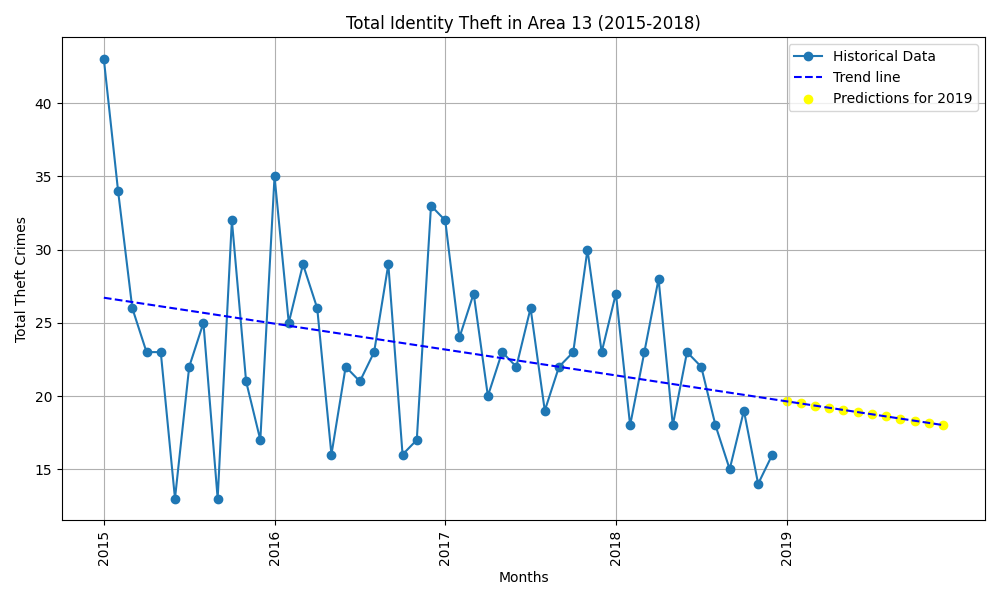 Total Identity Theft in Area 13 (2015-2018)
Historical Data
Trend line
Predictions for 2019
Total Theft Crimes
40
35
30
25
20
15
2015
2016
2017
2018
2019
Months